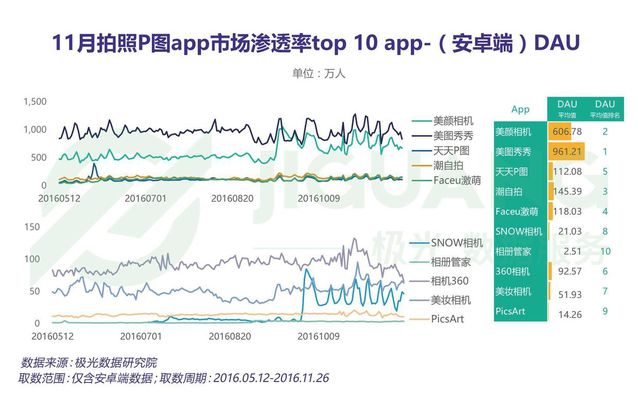 11月拍照P图app市场渗透率top 10 app-（安卓端）DAU
单位：万人
1,500
1,000
500
0
20160512 20160701 20160820 20161009
美颜相机
美图秀秀
天天P图
潮自拍
Faceu激萌
150
100
50
0
20160512 20160701 20160820 20161009
SNOW相机
相册管家
相机360
美妆相机
PicsArt
App DAU 平均值 DAU 平均值排名
美颜相机 606.78 2
美图秀秀 961.21 1
天天P图 112.08 5
潮自拍 145.39 3
Faceu激萌 118.03 4
SNOW相机 21.03 8
相册管家 2.51 10
360相机 92.57 6
美妆相机 51.93 7
PicsArt 14.26 9
数据来源：极光数据研究院
取数范围：仅含安卓端数据；取数周期：2016.05.12-2016.11.26
JIGUANG
极光数据服务